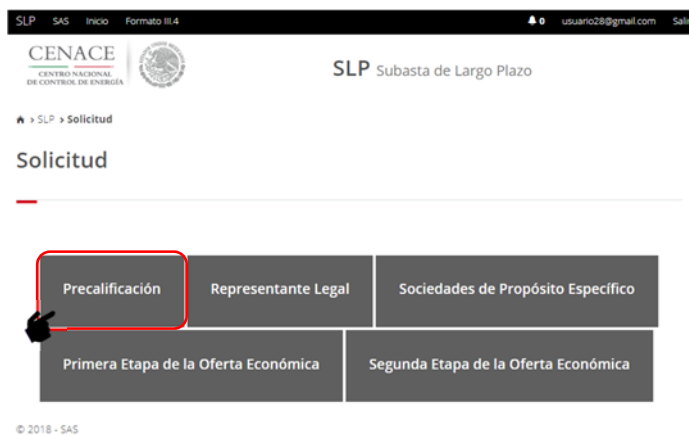 SLP SAS Inicio Formato III.4 0 usuario28@gmail.com Salir
CENACE
CENTRO NACIONAL
DE CONTROL DE ENERGÍA
SLP Subasta de Largo Plazo
> SLP > Solicitud
Solicitud
Precalificación Representante Legal Sociedades de Propósito Específico
Primera Etapa de la Oferta Económica Segunda Etapa de la Oferta Económica
© 2018 - SAS